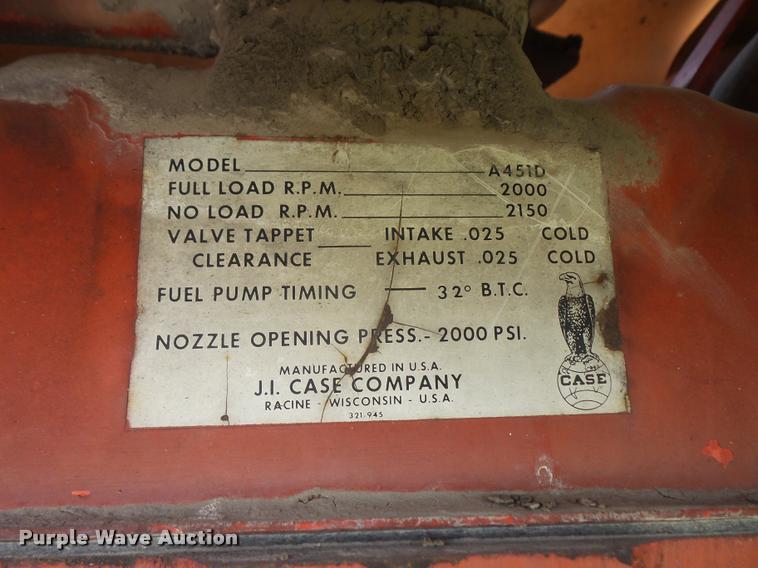 MODEL A451D
FULL LOAD R.P.M. 2000
NO LOAD R.P.M. 2150
VALVE TAPPET INTAKE .025 COLD
CLEARANCE EXHAUST .025 COLD
FUEL PUMP TIMING — 32° B.T.C.
NOZZLE OPENING PRESS.- 2000 PSI.
MANUFACTURED IN U.S.A.
J.I. CASE COMPANY
RACINE - WISCONSIN - U.S.A.
321-945
CASE
Purple Wave Auction